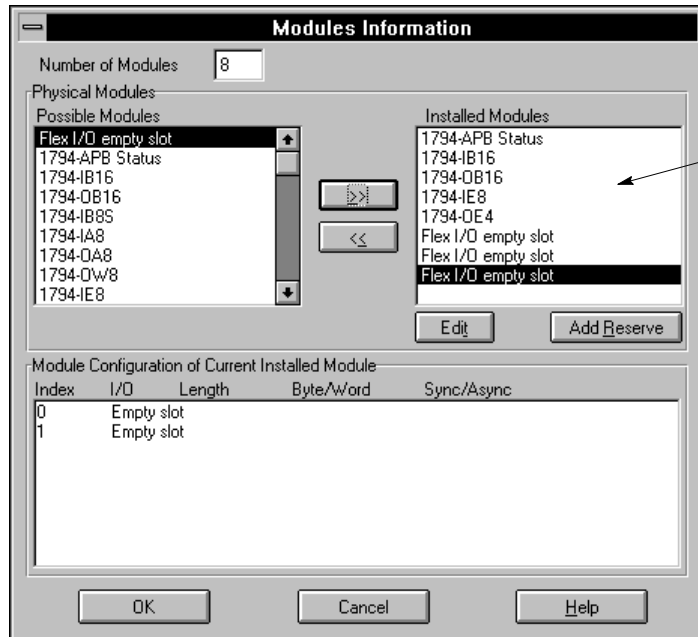 Modules Information
Number of Modules 8
Physical Modules
Possible Modules
Flex I/O empty slot
1794-APB Status
1794-IB16
1794-OB16
1794-IB8S
1794-IA8
1794-OA8
1794-OW8
1794-IE8
>>
<<
Installed Modules
1794-APB Status
1794-IB16
1794-OB16
1794-IE8
1794-OE4
Flex I/O empty slot
Flex I/O empty slot
Flex I/O empty slot
Edit Add Reserve
Module Configuration of Current Installed Module
Index I/O Length Byte/Word Sync/Async
0 Empty slot
1 Empty slot
OK Cancel Help